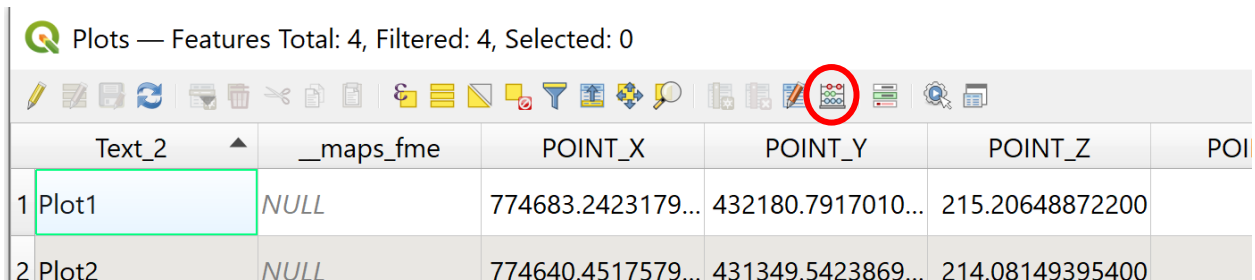 Plots — Features Total: 4, Filtered: 4, Selected: 0
Text_2 __maps_fme POINT_X POINT_Y POINT_Z POI
1 Plot1 NULL 774683.2423179... 432180.7917010... 215.20648872200
2 Plot2 NULL 774640.4517579... 431349.5423869... 214.08149395400